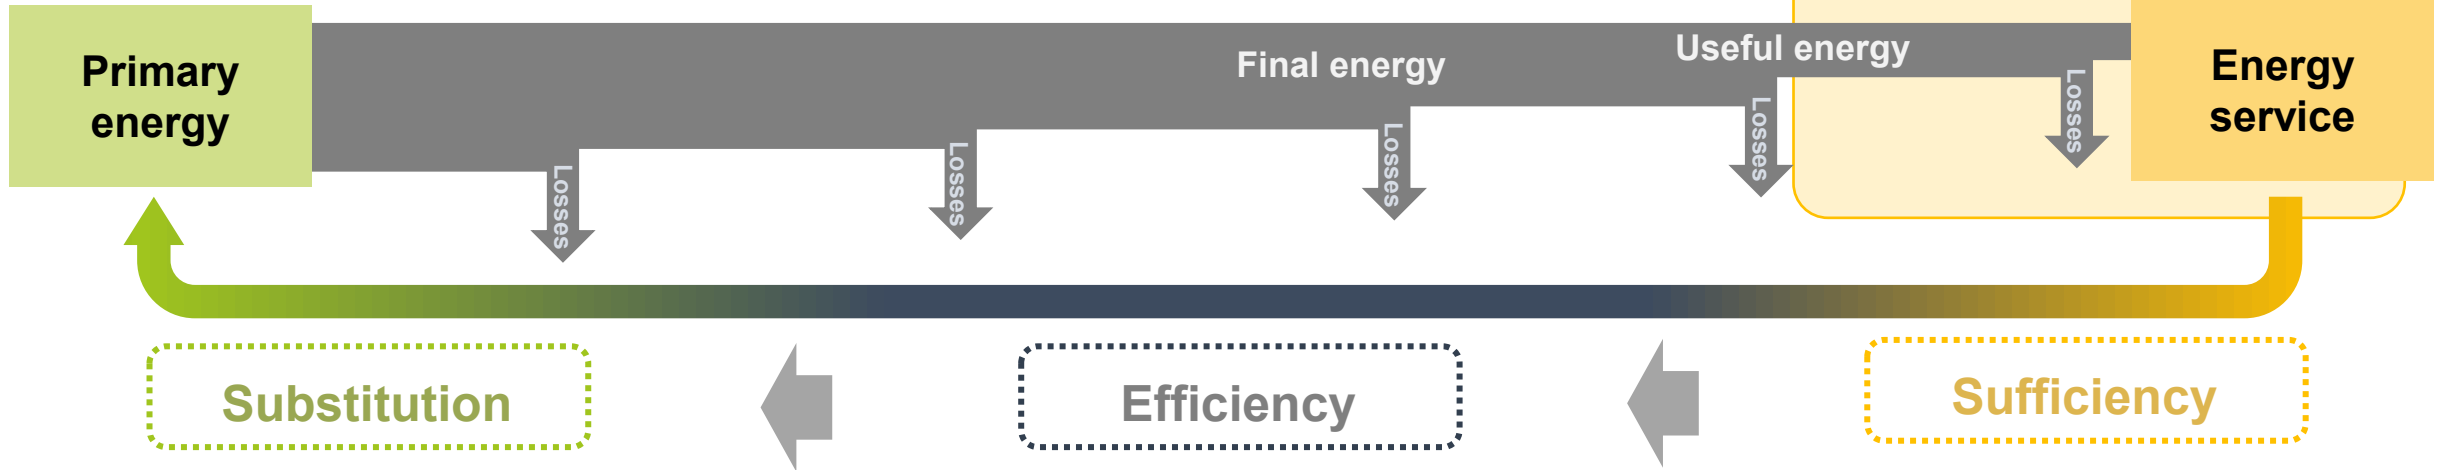 Primary
energy
Final energy
Useful energy
Energy
service
Losses
Losses
Losses
Losses
Losses
Substitution
Efficiency
Sufficiency